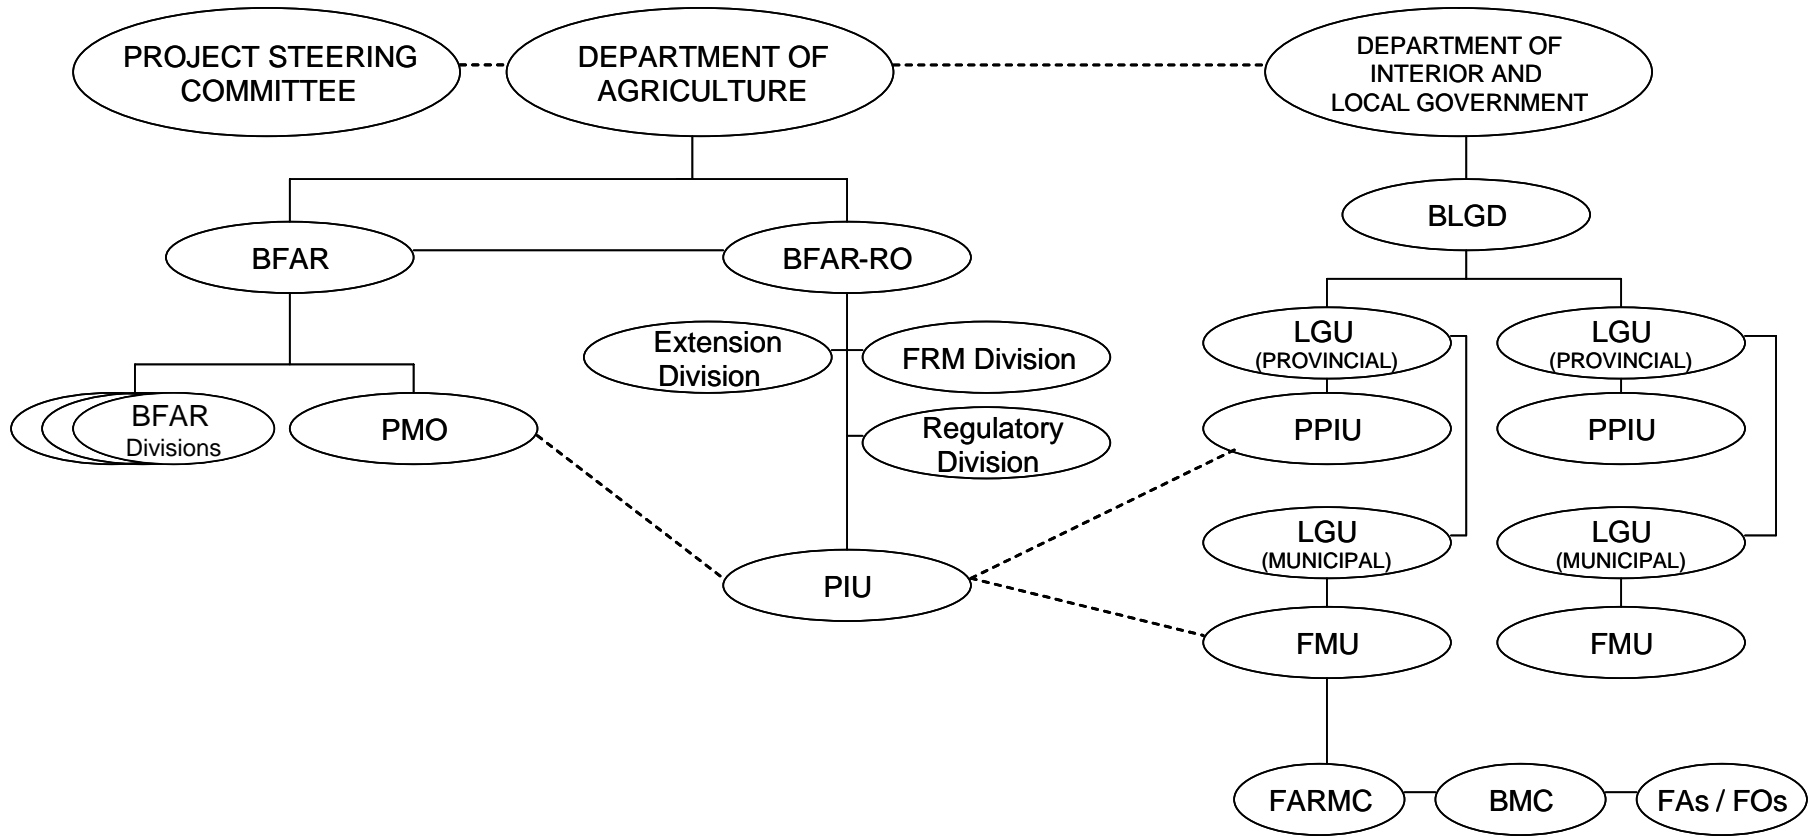 PROJECT STEERING
COMMITTEE
DEPARTMENT OF
AGRICULTURE
DEPARTMENT OF
INTERIOR AND
LOCAL GOVERNMENT
BLGD
BFAR
BFAR-RO
Extension
Division
FRM Division
LGU
(PROVINCIAL)
LGU
(PROVINCIAL)
BFAR
Divisions
PMO
Regulatory
Division
PPIU
PPIU
LGU
(MUNICIPAL)
LGU
(MUNICIPAL)
PIU
FMU
FMU
FARMC
BMC
FAs / FOs